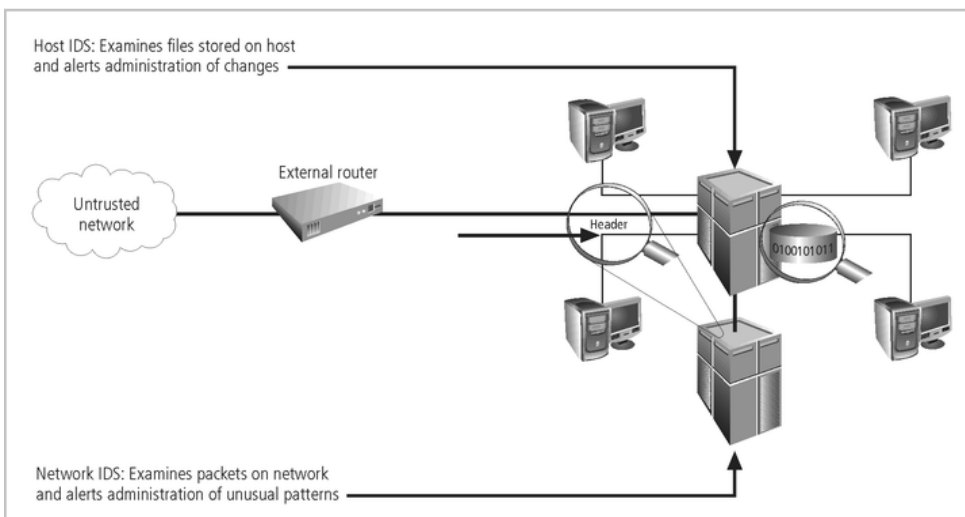 Host IDS: Examines files stored on host
and alerts administration of changes
External router
Untrusted
network
Header
0100101011
Network IDS: Examines packets on network
and alerts administration of unusual patterns